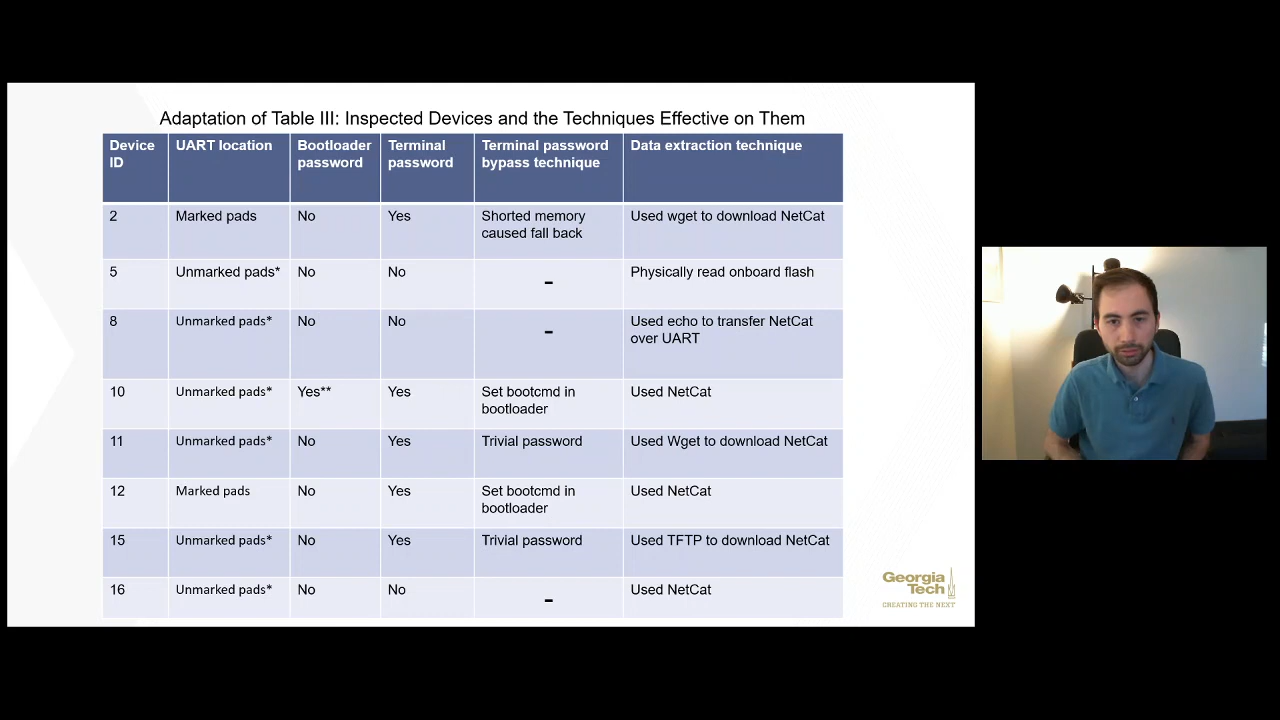 Adaptation of Table III: Inspected Devices and the Techniques Effective on Them
Device ID UART location Bootloader password Terminal password Terminal password bypass technique Data extraction technique
2 Marked pads No Yes Shorted memory caused fall back Used wget to download NetCat
5 Unmarked pads* No No - Physically read onboard flash
8 Unmarked pads* No No - Used echo to transfer NetCat over UART
10 Unmarked pads* Yes** Yes Set bootcmd in bootloader Used NetCat
11 Unmarked pads* No Yes Trivial password Used Wget to download NetCat
12 Marked pads No Yes Set bootcmd in bootloader Used NetCat
15 Unmarked pads* No Yes Trivial password Used TFTP to download NetCat
16 Unmarked pads* No No - Used NetCat
Georgia
Tech
CREATING THE NEXT